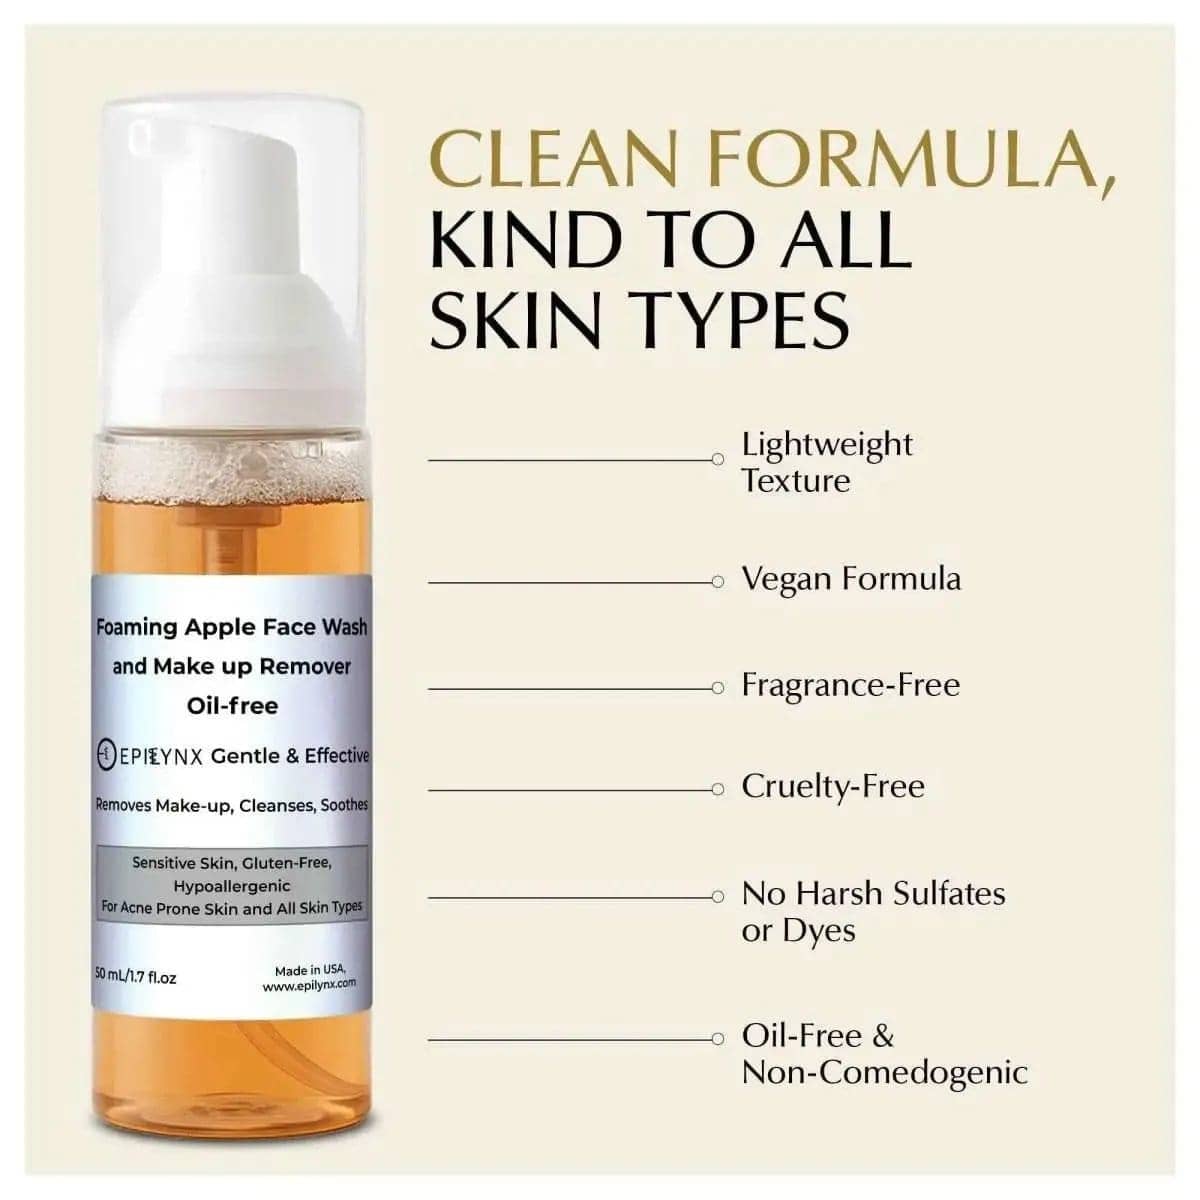 CLEAN FORMULA,
KIND TO ALL
SKIN TYPES
Lightweight
Texture
Vegan Formula
Fragrance-Free
Cruelty-Free
No Harsh Sulfates
or Dyes
Oil-Free &
Non-Comedogenic
Foaming Apple Face Wash
and Make up Remover
Oil-free
EPILYNX Gentle & Effective
Removes Make-up, Cleanses, Soothes
Sensitive Skin, Gluten-Free,
Hypoallergenic
For Acne Prone Skin and All Skin Types
50 mL/1.7 fl.oz
Made in USA,
www.epilynx.com